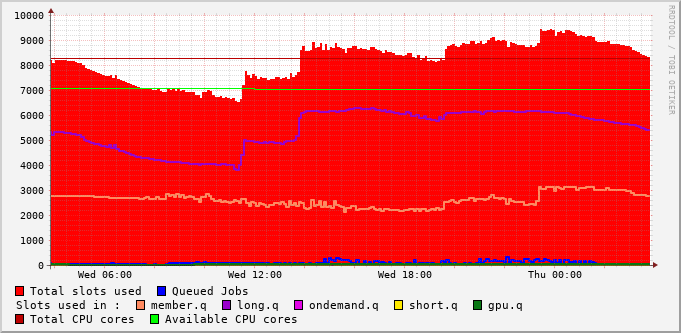 10000
9000
8000
7000
6000
5000
4000
3000
2000
1000
0
Wed 06:00 Wed 12:00 Wed 18:00 Thu 00:00
RRDTOOL / TOBI OETIKER
Total slots used Queued Jobs
Slots used in : member.q long.q ondemand.q short.q gpu.q
Total CPU cores Available CPU cores